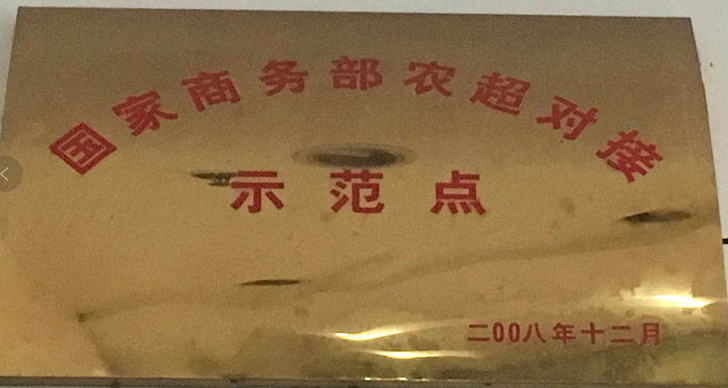 国家商务部农超对接
示范点
二00八年十二月